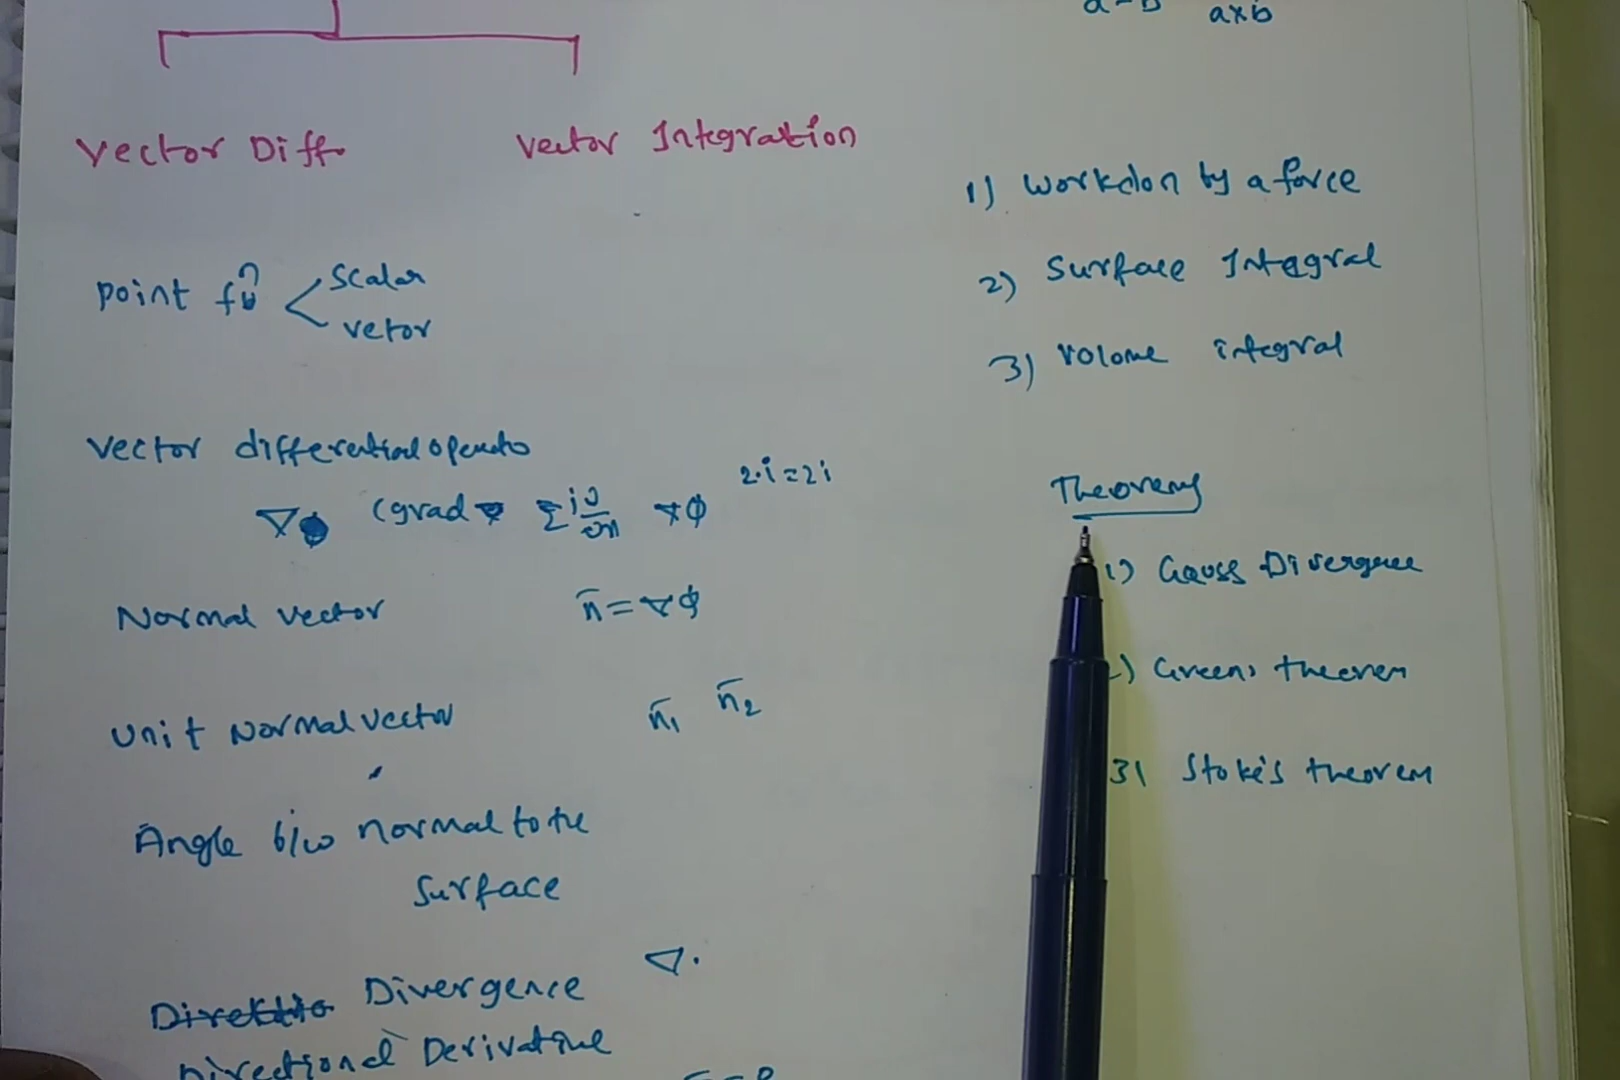 a-b axb
Vector Diff
Vector Integration
point fn
Scalar
vetor
Vector differential operato
∇ (grad Σ i∂/∂x ∇φ 2·i=2i
Normal vector n̄=∇φ
Unit Normal vector n̄1 n̄2
Angle b/w normal to the
Surface
Divergence ∇.
Directional Derivative
1) Workdon by a force
2) Surface Integral
3) Volome integral
Theorems
1) Gauss Divergence
2) Greens theorem
3) Stoke's theorem